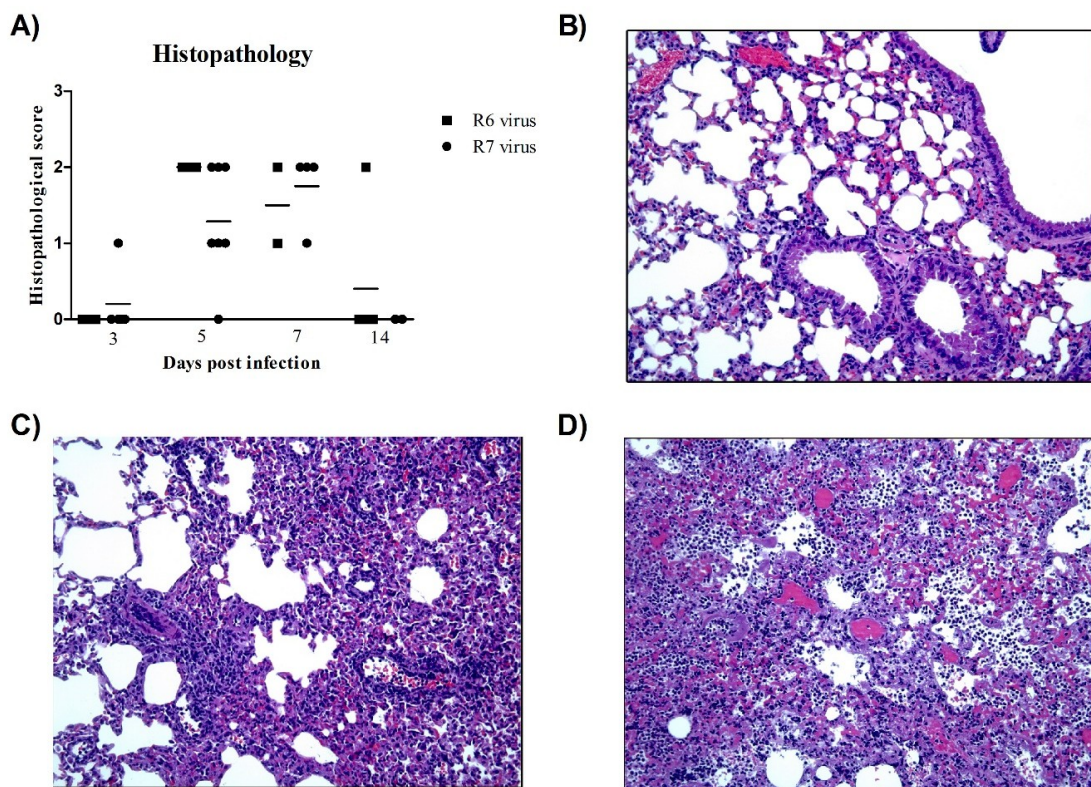 A)
Histopathology
3
2
1
0
Histopathological score
3
5
7
14
Days post infection
R6 virus
R7 virus
B)
C)
D)